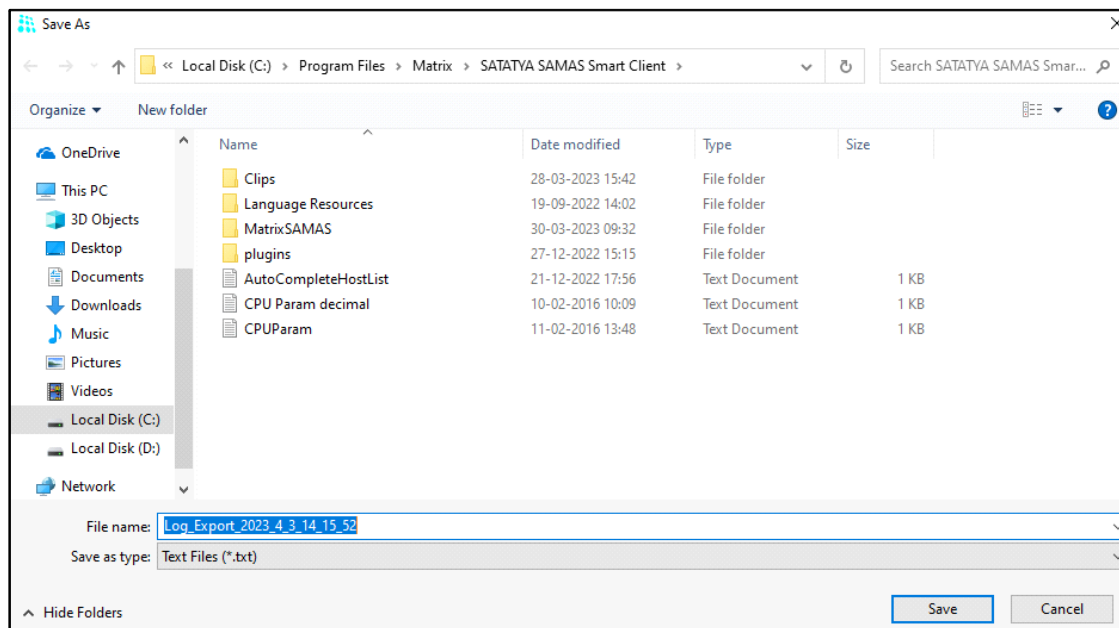 Save As
« Local Disk (C:) › Program Files › Matrix › SATATYA SAMAS Smart Client ›
Search SATATYA SAMAS Smar...
Organize
New folder
?
OneDrive
This PC
3D Objects
Desktop
Documents
Downloads
Music
Pictures
Videos
Local Disk (C:)
Local Disk (D:)
Network
Name Date modified Type Size
Clips 28-03-2023 15:42 File folder
Language Resources 19-09-2022 14:02 File folder
MatrixSAMAS 30-03-2023 09:32 File folder
plugins 27-12-2022 15:15 File folder
AutoCompleteHostList 21-12-2022 17:56 Text Document 1 KB
CPU Param decimal 10-02-2016 10:09 Text Document 1 KB
CPUParam 11-02-2016 13:48 Text Document 1 KB
File name: Log_Export_2023_4_3_14_15_52
Save as type: Text Files (*.txt)
Hide Folders
Save
Cancel